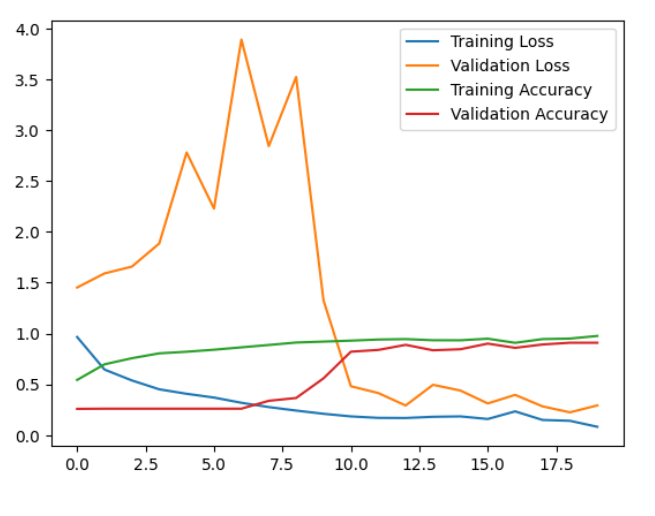 4.0
3.5
3.0
2.5
2.0
1.5
1.0
0.5
0.0
Training Loss
Validation Loss
Training Accuracy
Validation Accuracy
0.0 2.5 5.0 7.5 10.0 12.5 15.0 17.5